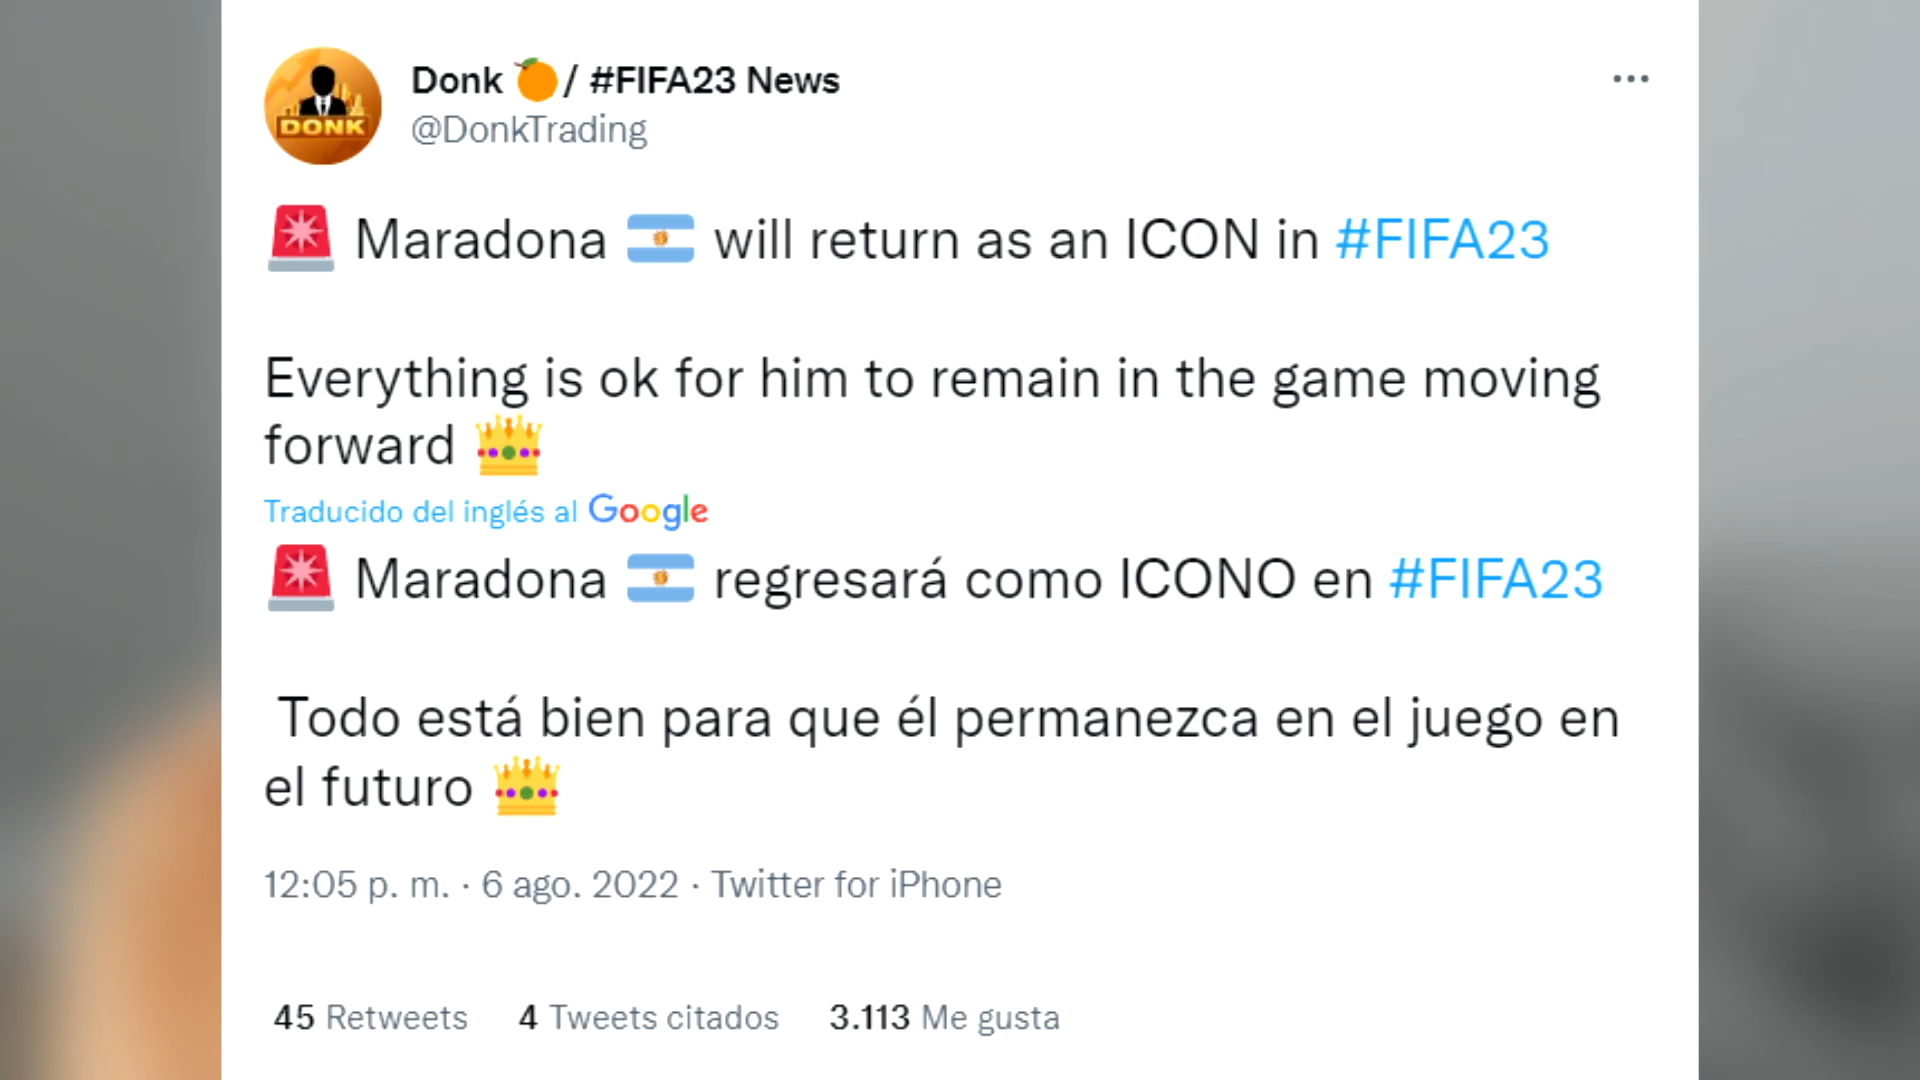 DONK
Donk 🍊/ #FIFA23 News
@DonkTrading
🚨 Maradona 🇦🇷 will return as an ICON in #FIFA23
Everything is ok for him to remain in the game moving
forward 👑
Traducido del inglés al Google
🚨 Maradona 🇦🇷 regresará como ICONO en #FIFA23
Todo está bien para que él permanezca en el juego en
el futuro 👑
12:05 p. m. · 6 ago. 2022 · Twitter for iPhone
45 Retweets 4 Tweets citados 3.113 Me gusta